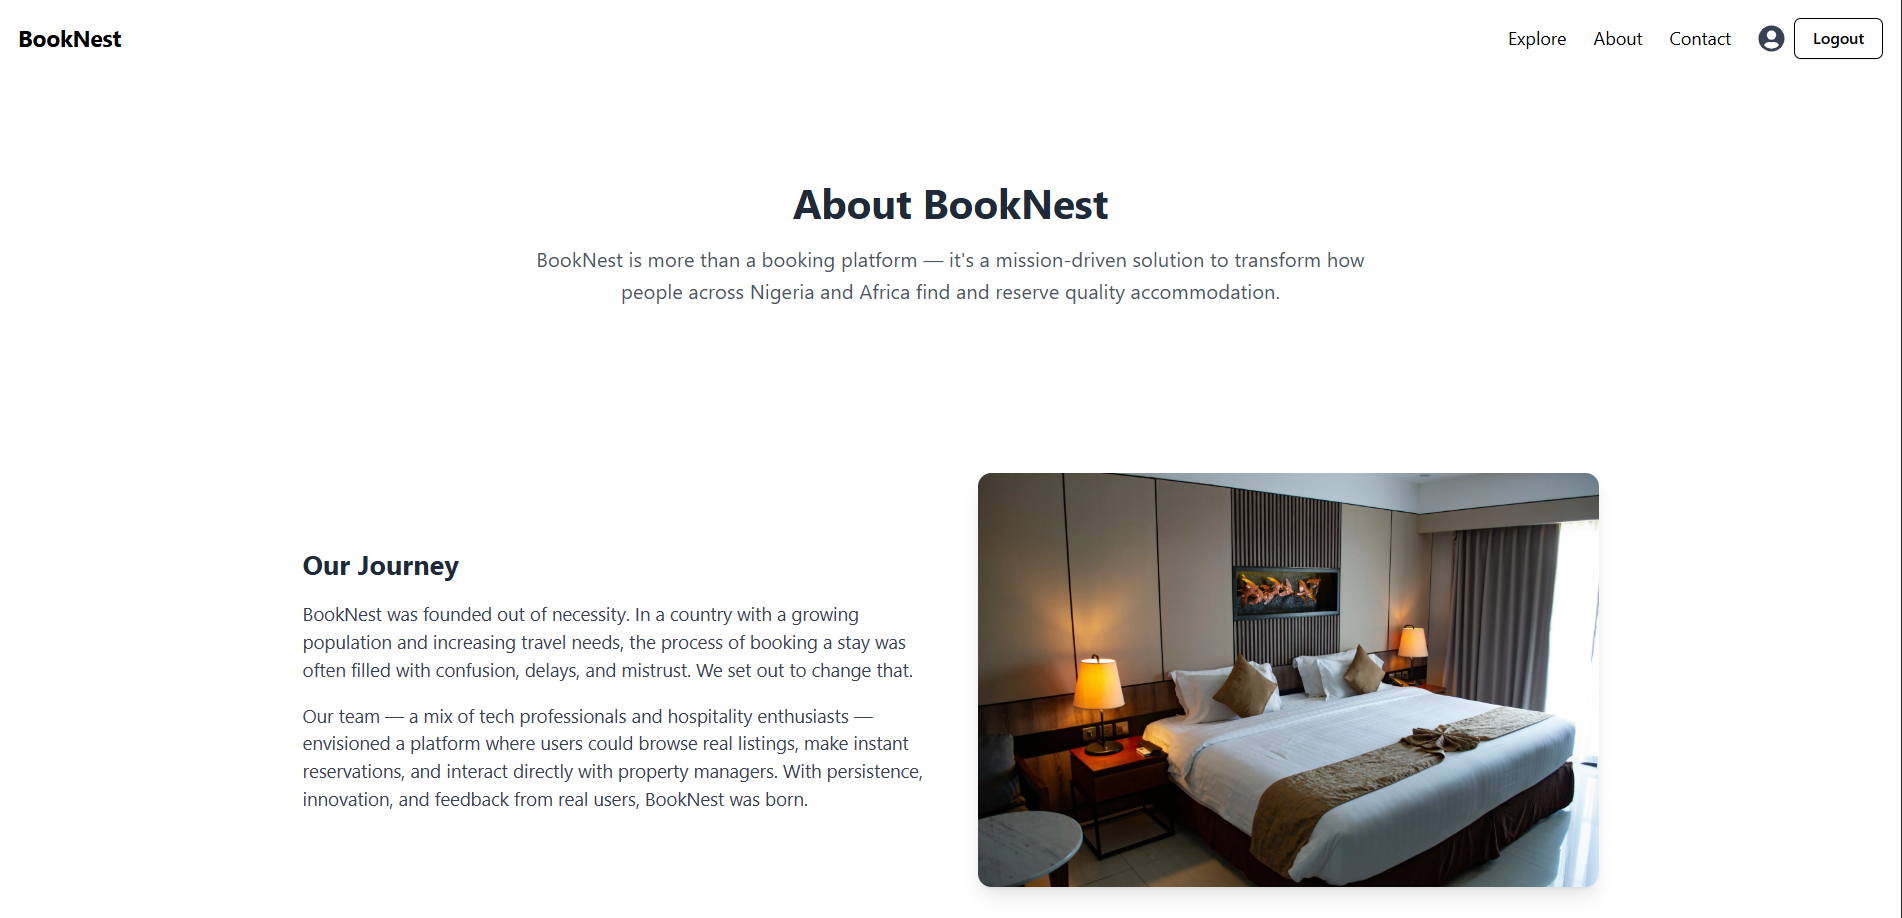 BookNest
Explore
About
Contact
Logout
About BookNest
BookNest is more than a booking platform — it's a mission-driven solution to transform how
people across Nigeria and Africa find and reserve quality accommodation.
Our Journey
BookNest was founded out of necessity. In a country with a growing
population and increasing travel needs, the process of booking a stay was
often filled with confusion, delays, and mistrust. We set out to change that.
Our team — a mix of tech professionals and hospitality enthusiasts —
envisioned a platform where users could browse real listings, make instant
reservations, and interact directly with property managers. With persistence,
innovation, and feedback from real users, BookNest was born.